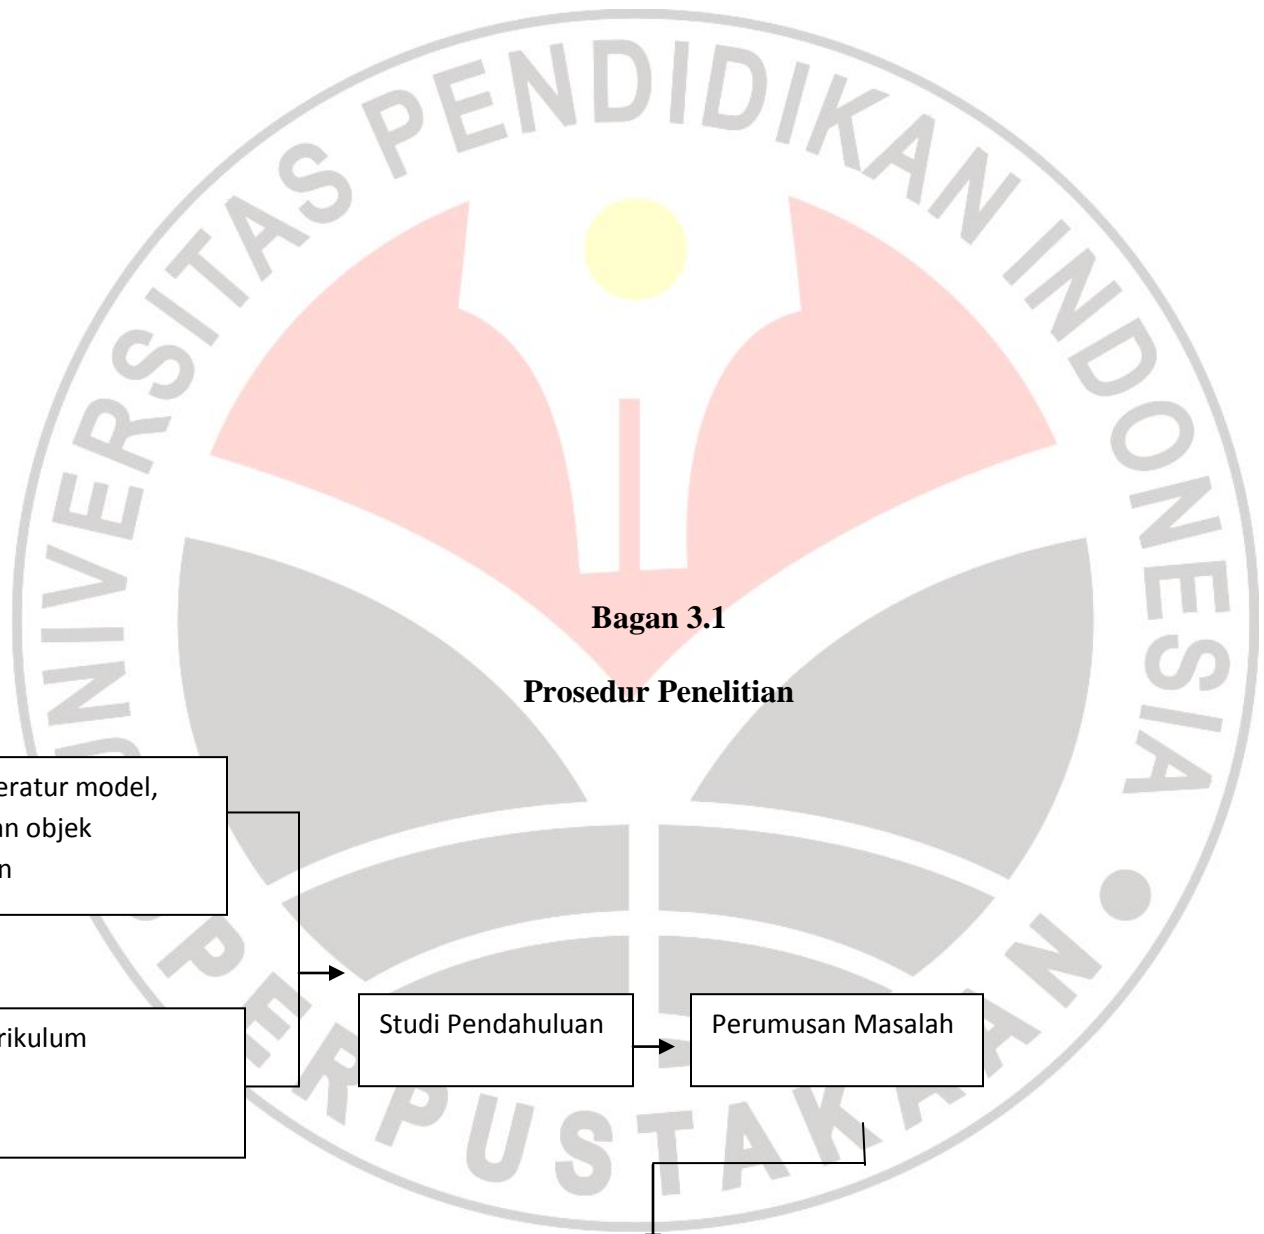 UNIVERSITAS PENDIDIKAN INDONESIA
PERPUSTAKAAN
Bagan 3.1
Prosedur Penelitian
eratur model,
an objek
n
rikulum
Studi Pendahuluan
Perumusan Masalah